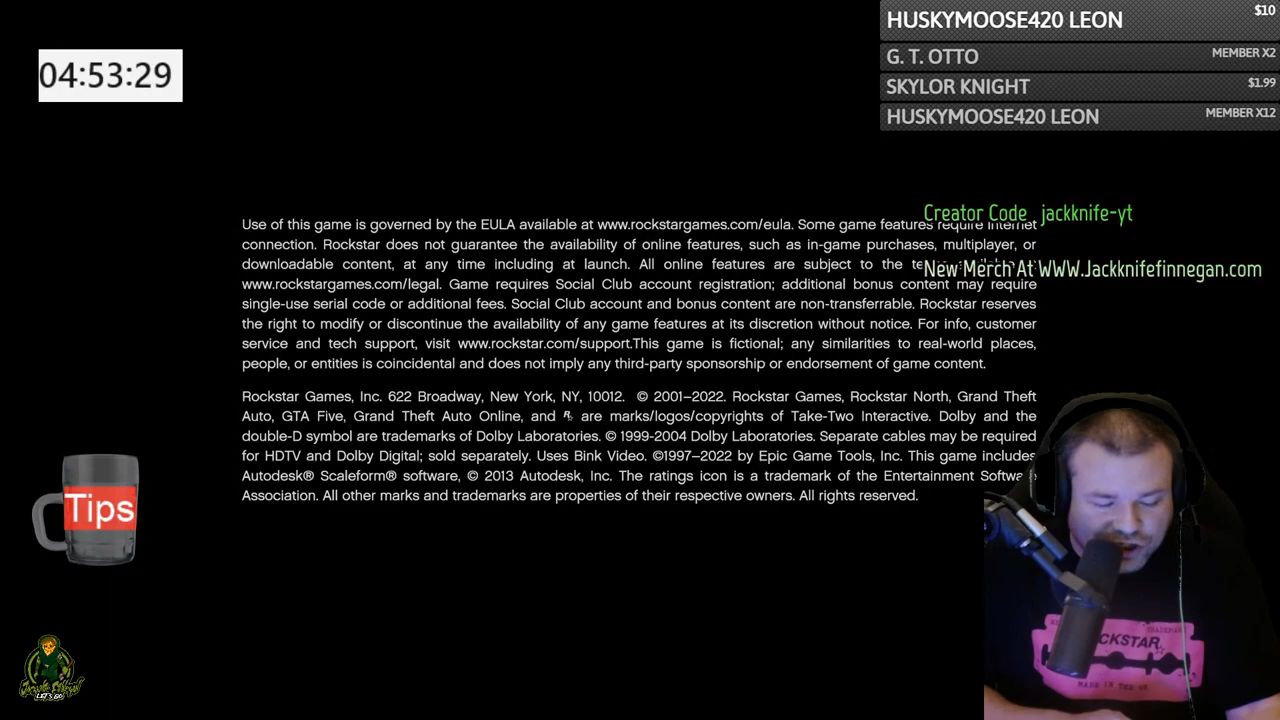 HUSKYMOOSE420 LEON $10
G. T. OTTO MEMBER X2
SKYLOR KNIGHT $1.99
HUSKYMOOSE420 LEON MEMBER X12
04:53:29
Creator Code jackknife-yt
New Merch At WWW.Jackknifefinnegan.com
Use of this game is governed by the EULA available at www.rockstargames.com/eula. Some game features require Internet
connection. Rockstar does not guarantee the availability of online features, such as in-game purchases, multiplayer, or
downloadable content, at any time including at launch. All online features are subject to the
www.rockstargames.com/legal. Game requires Social Club account registration; additional bonus content may require
single-use serial code or additional fees. Social Club account and bonus content are non-transferrable. Rockstar reserves
the right to modify or discontinue the availability of any game features at its discretion without notice. For info, customer
service and tech support, visit www.rockstar.com/support.This game is fictional; any similarities to real-world places,
people, or entities is coincidental and does not imply any third-party sponsorship or endorsement of game content.
Rockstar Games, Inc. 622 Broadway, New York, NY, 10012. © 2001–2022. Rockstar Games, Rockstar North, Grand Theft
Auto, GTA Five, Grand Theft Auto Online, and R* are marks/logos/copyrights of Take-Two Interactive. Dolby and the
double-D symbol are trademarks of Dolby Laboratories. © 1999-2004 Dolby Laboratories. Separate cables may be required
for HDTV and Dolby Digital; sold separately. Uses Bink Video. ©1997–2022 by Epic Game Tools, Inc. This game includes
Autodesk® Scaleform® software, © 2013 Autodesk, Inc. The ratings icon is a trademark of the Entertainment Software
Association. All other marks and trademarks are properties of their respective owners. All rights reserved.
Tips
LET'S GO
MADE IN THE